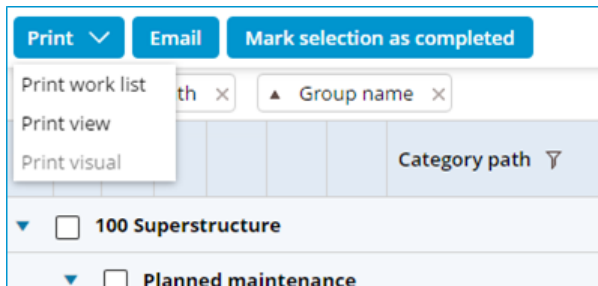 Print Email Mark selection as completed
Print work list
th × ▲ Group name ×
Print view
Print visual
Category path
100 Superstructure
Planned maintenance